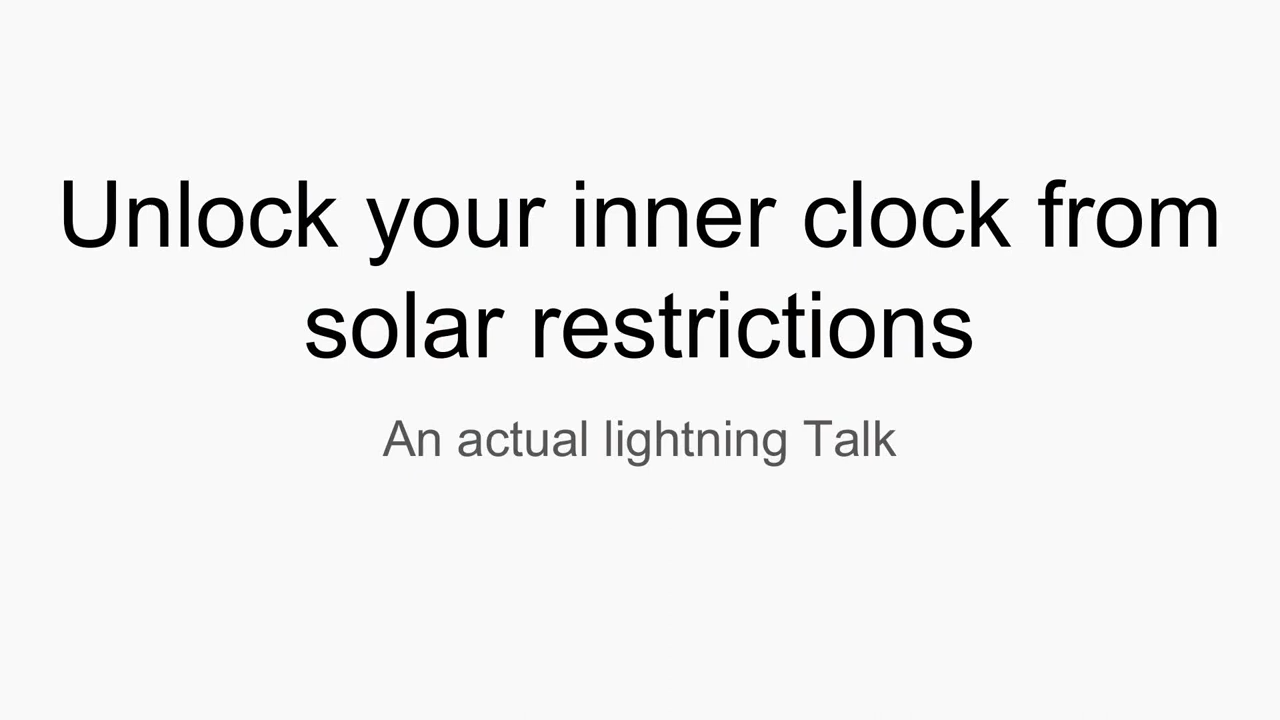 Unlock your inner clock from
solar restrictions
An actual lightning Talk